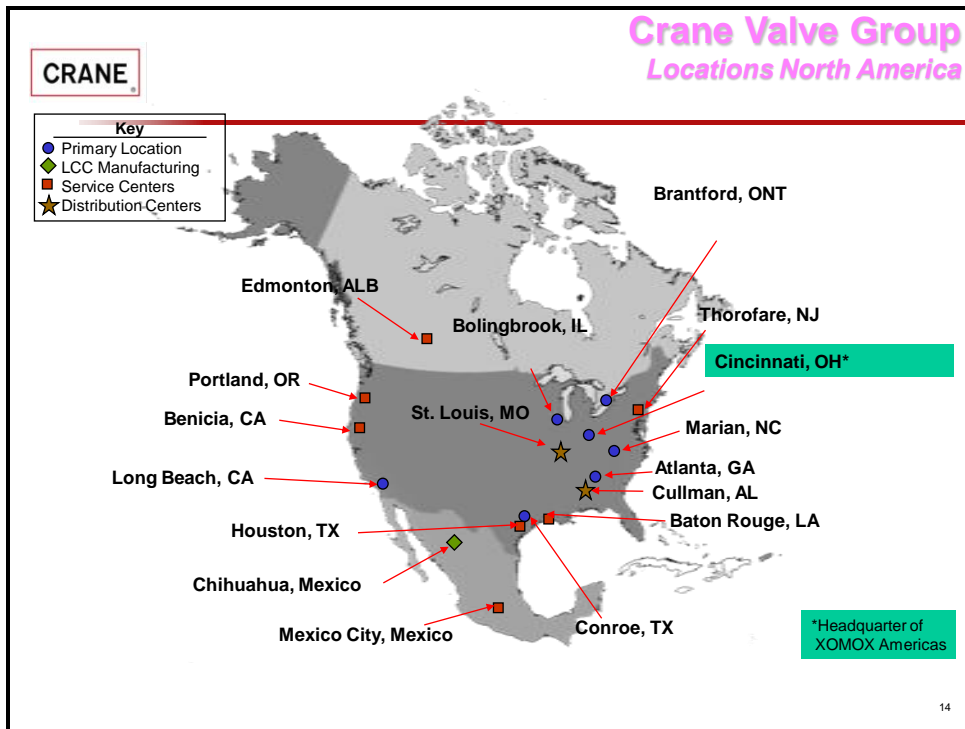 Crane Valve Group
Locations North America
CRANE
®
Key
Primary Location
LCC Manufacturing
Service Centers
Distribution Centers
Brantford, ONT
Edmonton, ALB
Bolingbrook, IL
Thorofare, NJ
Cincinnati, OH*
Portland, OR
St. Louis, MO
Benicia, CA
Marian, NC
Long Beach, CA
Atlanta, GA
Cullman, AL
Baton Rouge, LA
Houston, TX
Chihuahua, Mexico
Mexico City, Mexico
Conroe, TX
*Headquarter of
XOMOX Americas
14